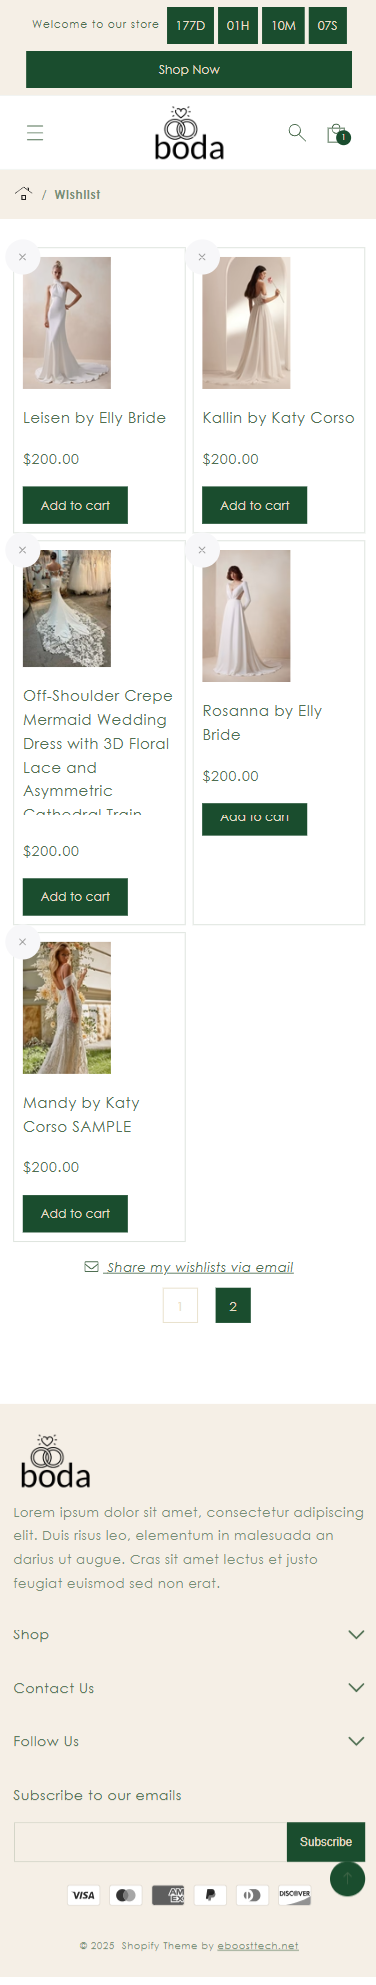 Welcome to our store 177D 01H 10M 07S
Shop Now
boda
1
/ Wishlist
Leisen by Elly Bride
$200.00
Add to cart
Kallin by Katy Corso
$200.00
Add to cart
Off-Shoulder Crepe
Mermaid Wedding
Dress with 3D Floral
Lace and
Asymmetric
Cathedral Train
$200.00
Add to cart
Rosanna by Elly
Bride
$200.00
Add to cart
Mandy by Katy
Corso SAMPLE
$200.00
Add to cart
Share my wishlists via email
1 2
boda
Lorem ipsum dolor sit amet, consectetur adipiscing
elit. Duis risus leo, elementum in malesuada an
darius ut augue. Cras sit amet lectus et justo
feugiat euismod sed non erat.
Shop
Contact Us
Follow Us
Subscribe to our emails
Subscribe
VISA AM EX DISCOVER
© 2025 Shopify Theme by eboosttech.net